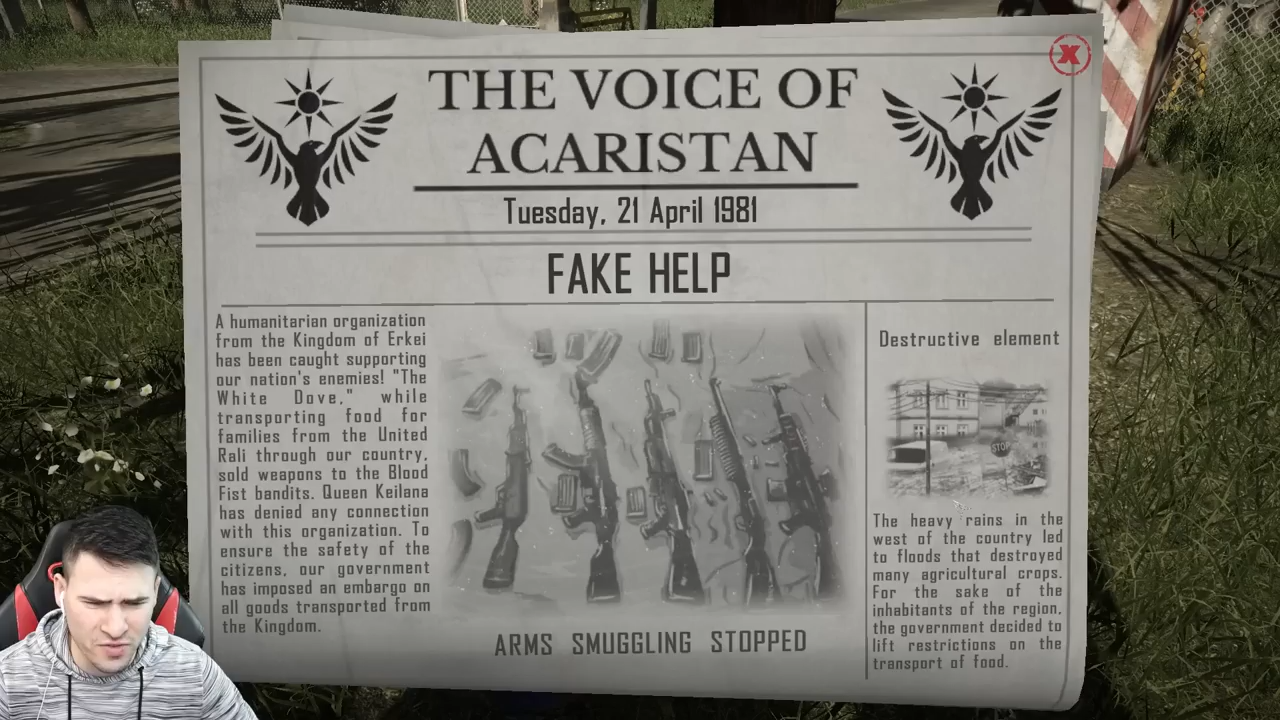 X
THE VOICE OF
ACARISTAN
Tuesday, 21 April 1981
FAKE HELP
A humanitarian organization
from the Kingdom of Erkei
has been caught supporting
our nation's enemies! "The
White Dove," while
transporting food for
families from the United
Rali through our country,
sold weapons to the Blood
Fist bandits. Queen Keilana
has denied any connection
with this organization. To
ensure the safety of the
citizens, our government
has imposed an embargo on
all goods transported from
the Kingdom.
ARMS SMUGGLING STOPPED
Destructive element
STOP
The heavy rains in the
west of the country led
to floods that destroyed
many agricultural crops.
For the sake of the
inhabitants of the region,
the government decided to
lift restrictions on the
transport of food.